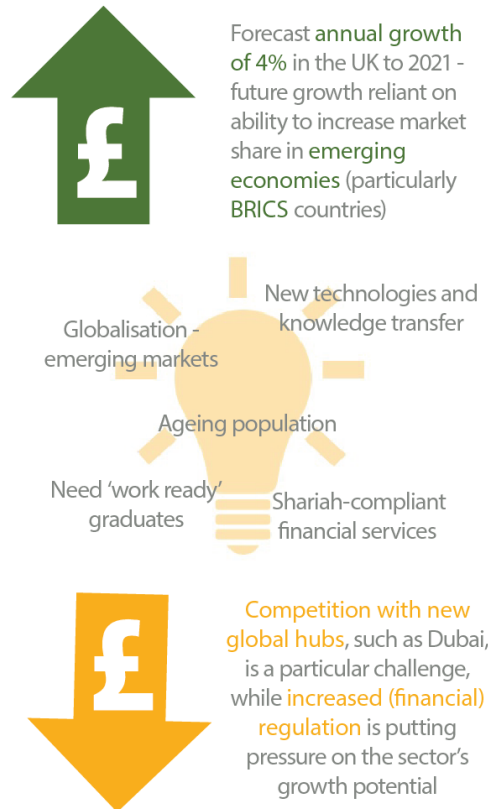 £
Forecast annual growth
of 4% in the UK to 2021 -
future growth reliant on
ability to increase market
share in emerging
economies (particularly
BRICS countries)
New technologies and
knowledge transfer
Globalisation -
emerging markets
Ageing population
Need ‘work ready’
graduates
Shariah-compliant
financial services
£
Competition with new
global hubs, such as Dubai,
is a particular challenge,
while increased (financial)
regulation is putting
pressure on the sector’s
growth potential